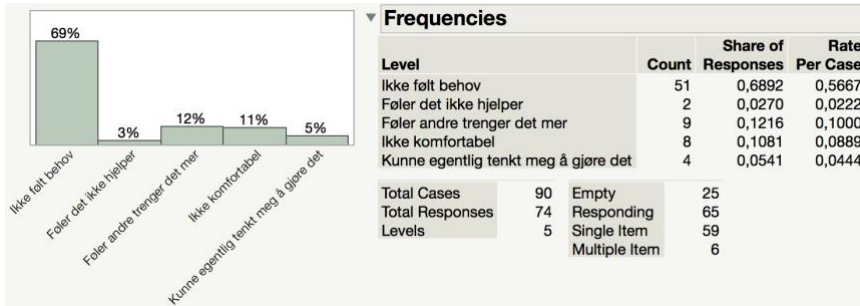 69%
3%
12%
11%
5%
Ikke følt behov
Føler det ikke hjelper
Føler andre trenger det mer
Ikke komfortabel
Kunne egentlig tenkt meg å gjøre det
Frequencies
Share of Rate
Level Count Responses Per Case
Ikke følt behov 51 0,6892 0,5667
Føler det ikke hjelper 2 0,0270 0,0222
Føler andre trenger det mer 9 0,1216 0,1000
Ikke komfortabel 8 0,1081 0,0889
Kunne egentlig tenkt meg å gjøre det 4 0,0541 0,0444
Total Cases 90 Empty 25
Total Responses 74 Responding 65
Levels 5 Single Item 59
Multiple Item 6